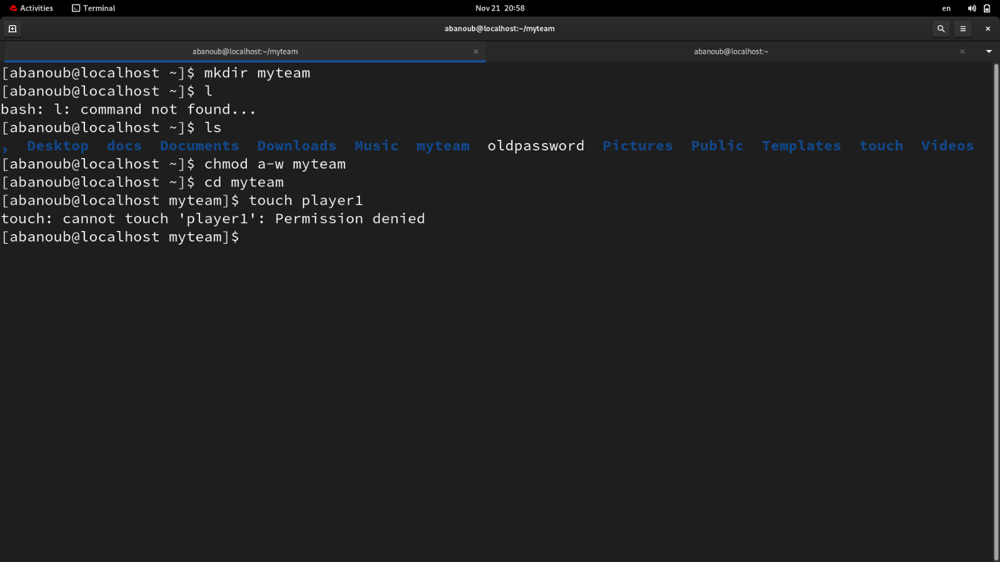 Activities Terminal Nov 21 20:58 en
abanoub@localhost:~/myteam
abanoub@localhost:~/myteam abanoub@localhost:~
[abanoub@localhost ~]$ mkdir myteam
[abanoub@localhost ~]$ l
bash: l: command not found...
[abanoub@localhost ~]$ ls
, Desktop docs Documents Downloads Music myteam oldpassword Pictures Public Templates touch Videos
[abanoub@localhost ~]$ chmod a-w myteam
[abanoub@localhost ~]$ cd myteam
[abanoub@localhost myteam]$ touch player1
touch: cannot touch 'player1': Permission denied
[abanoub@localhost myteam]$